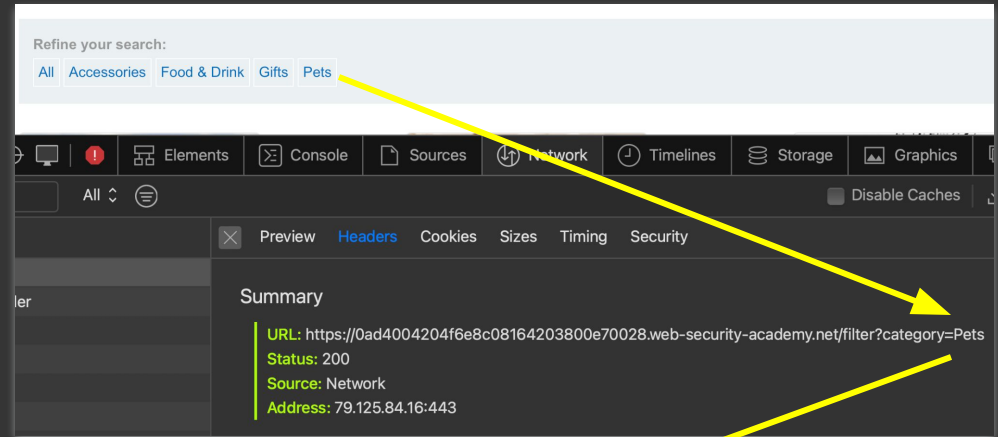 Refine your search:
All Accessories Food & Drink Gifts Pets
Elements Console Sources Network Timelines Storage Graphics
All Disable Caches
Preview Headers Cookies Sizes Timing Security
ler
Summary
URL: https://0ad4004204f6e8c08164203800e70028.web-security-academy.net/filter?category=Pets
Status: 200
Source: Network
Address: 79.125.84.16:443